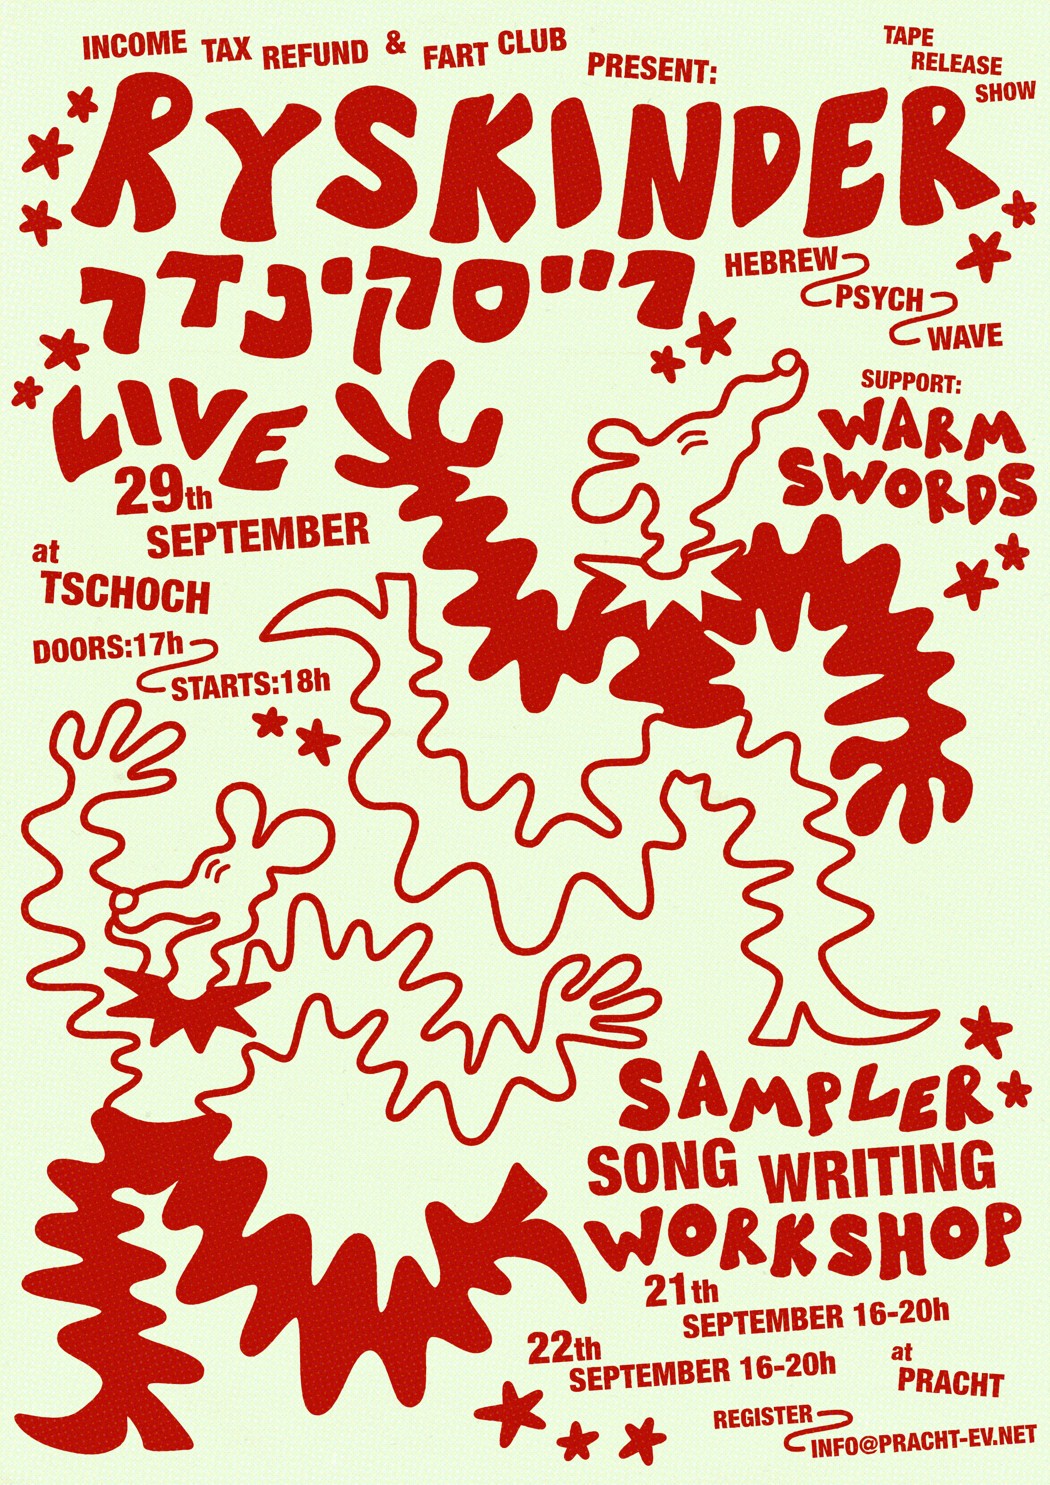 INCOME TAX REFUND & FART CLUB PRESENT:
TAPE
RELEASE
SHOW
RYSKINDER
רייסקינדר
HEBREW
PSYCH
WAVE
SUPPORT:
WARM
SWORDS
LIVE
29th
SEPTEMBER
at
TSCHOCH
DOORS:17h
STARTS:18h
SAMPLER
SONG WRITING
WORKSHOP
21th
SEPTEMBER 16-20h
22th
SEPTEMBER 16-20h
at
PRACHT
REGISTER
INFO@PRACHT-EV.NET